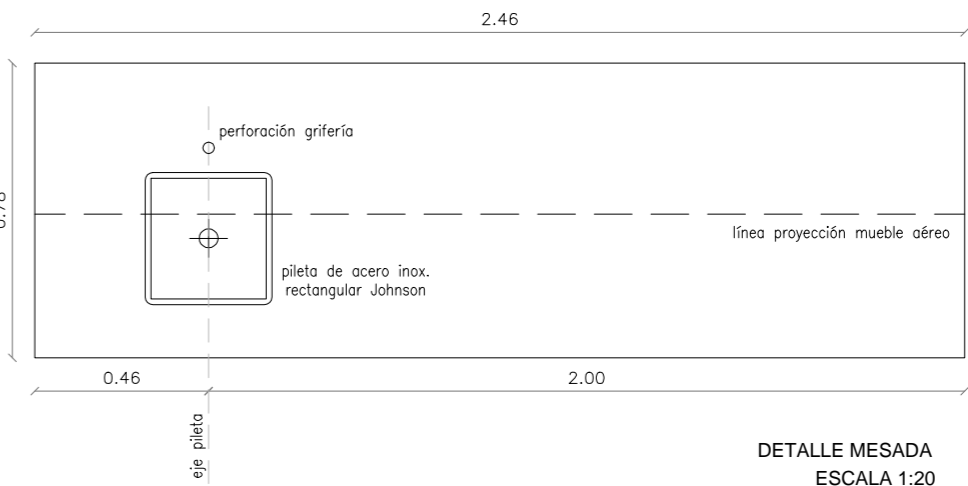 2.46
perforación grifería
línea proyección mueble aéreo
pileta de acero inox.
rectangular Johnson
0.46
2.00
eje pileta
DETALLE MESADA
ESCALA 1:20